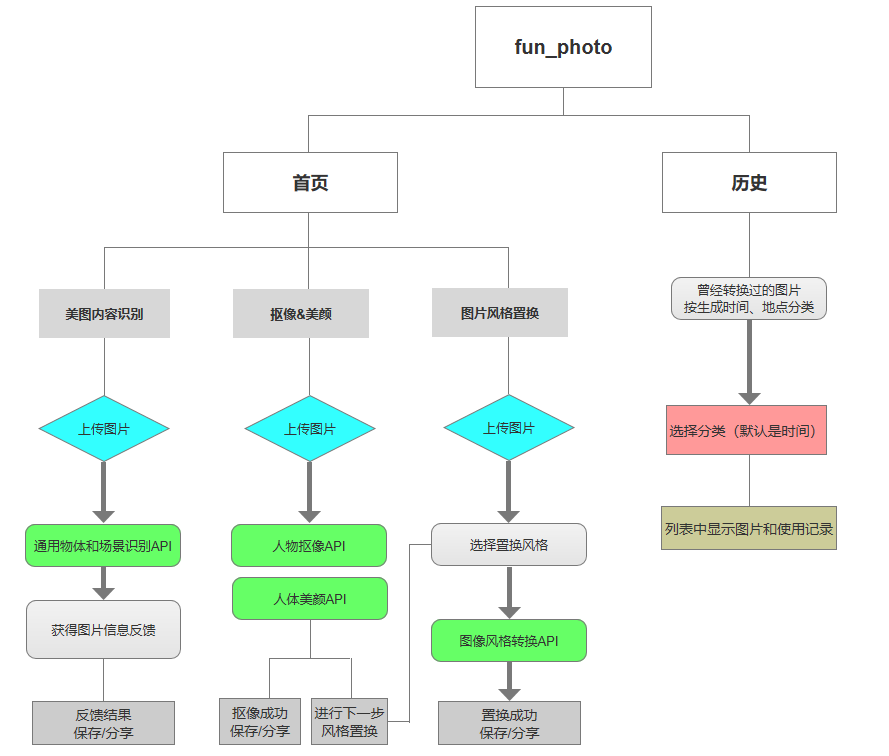 fun_photo
首页
历史
美图内容识别
抠像&美颜
图片风格置换
曾经转换过的图片
按生成时间、地点分类
上传图片
上传图片
上传图片
选择分类（默认是时间）
列表中显示图片和使用记录
通用物体和场景识别API
人物抠像API
选择置换风格
人体美颜API
获得图片信息反馈
图像风格转换API
反馈结果
保存/分享
抠像成功
保存/分享
进行下一步
风格置换
置换成功
保存/分享